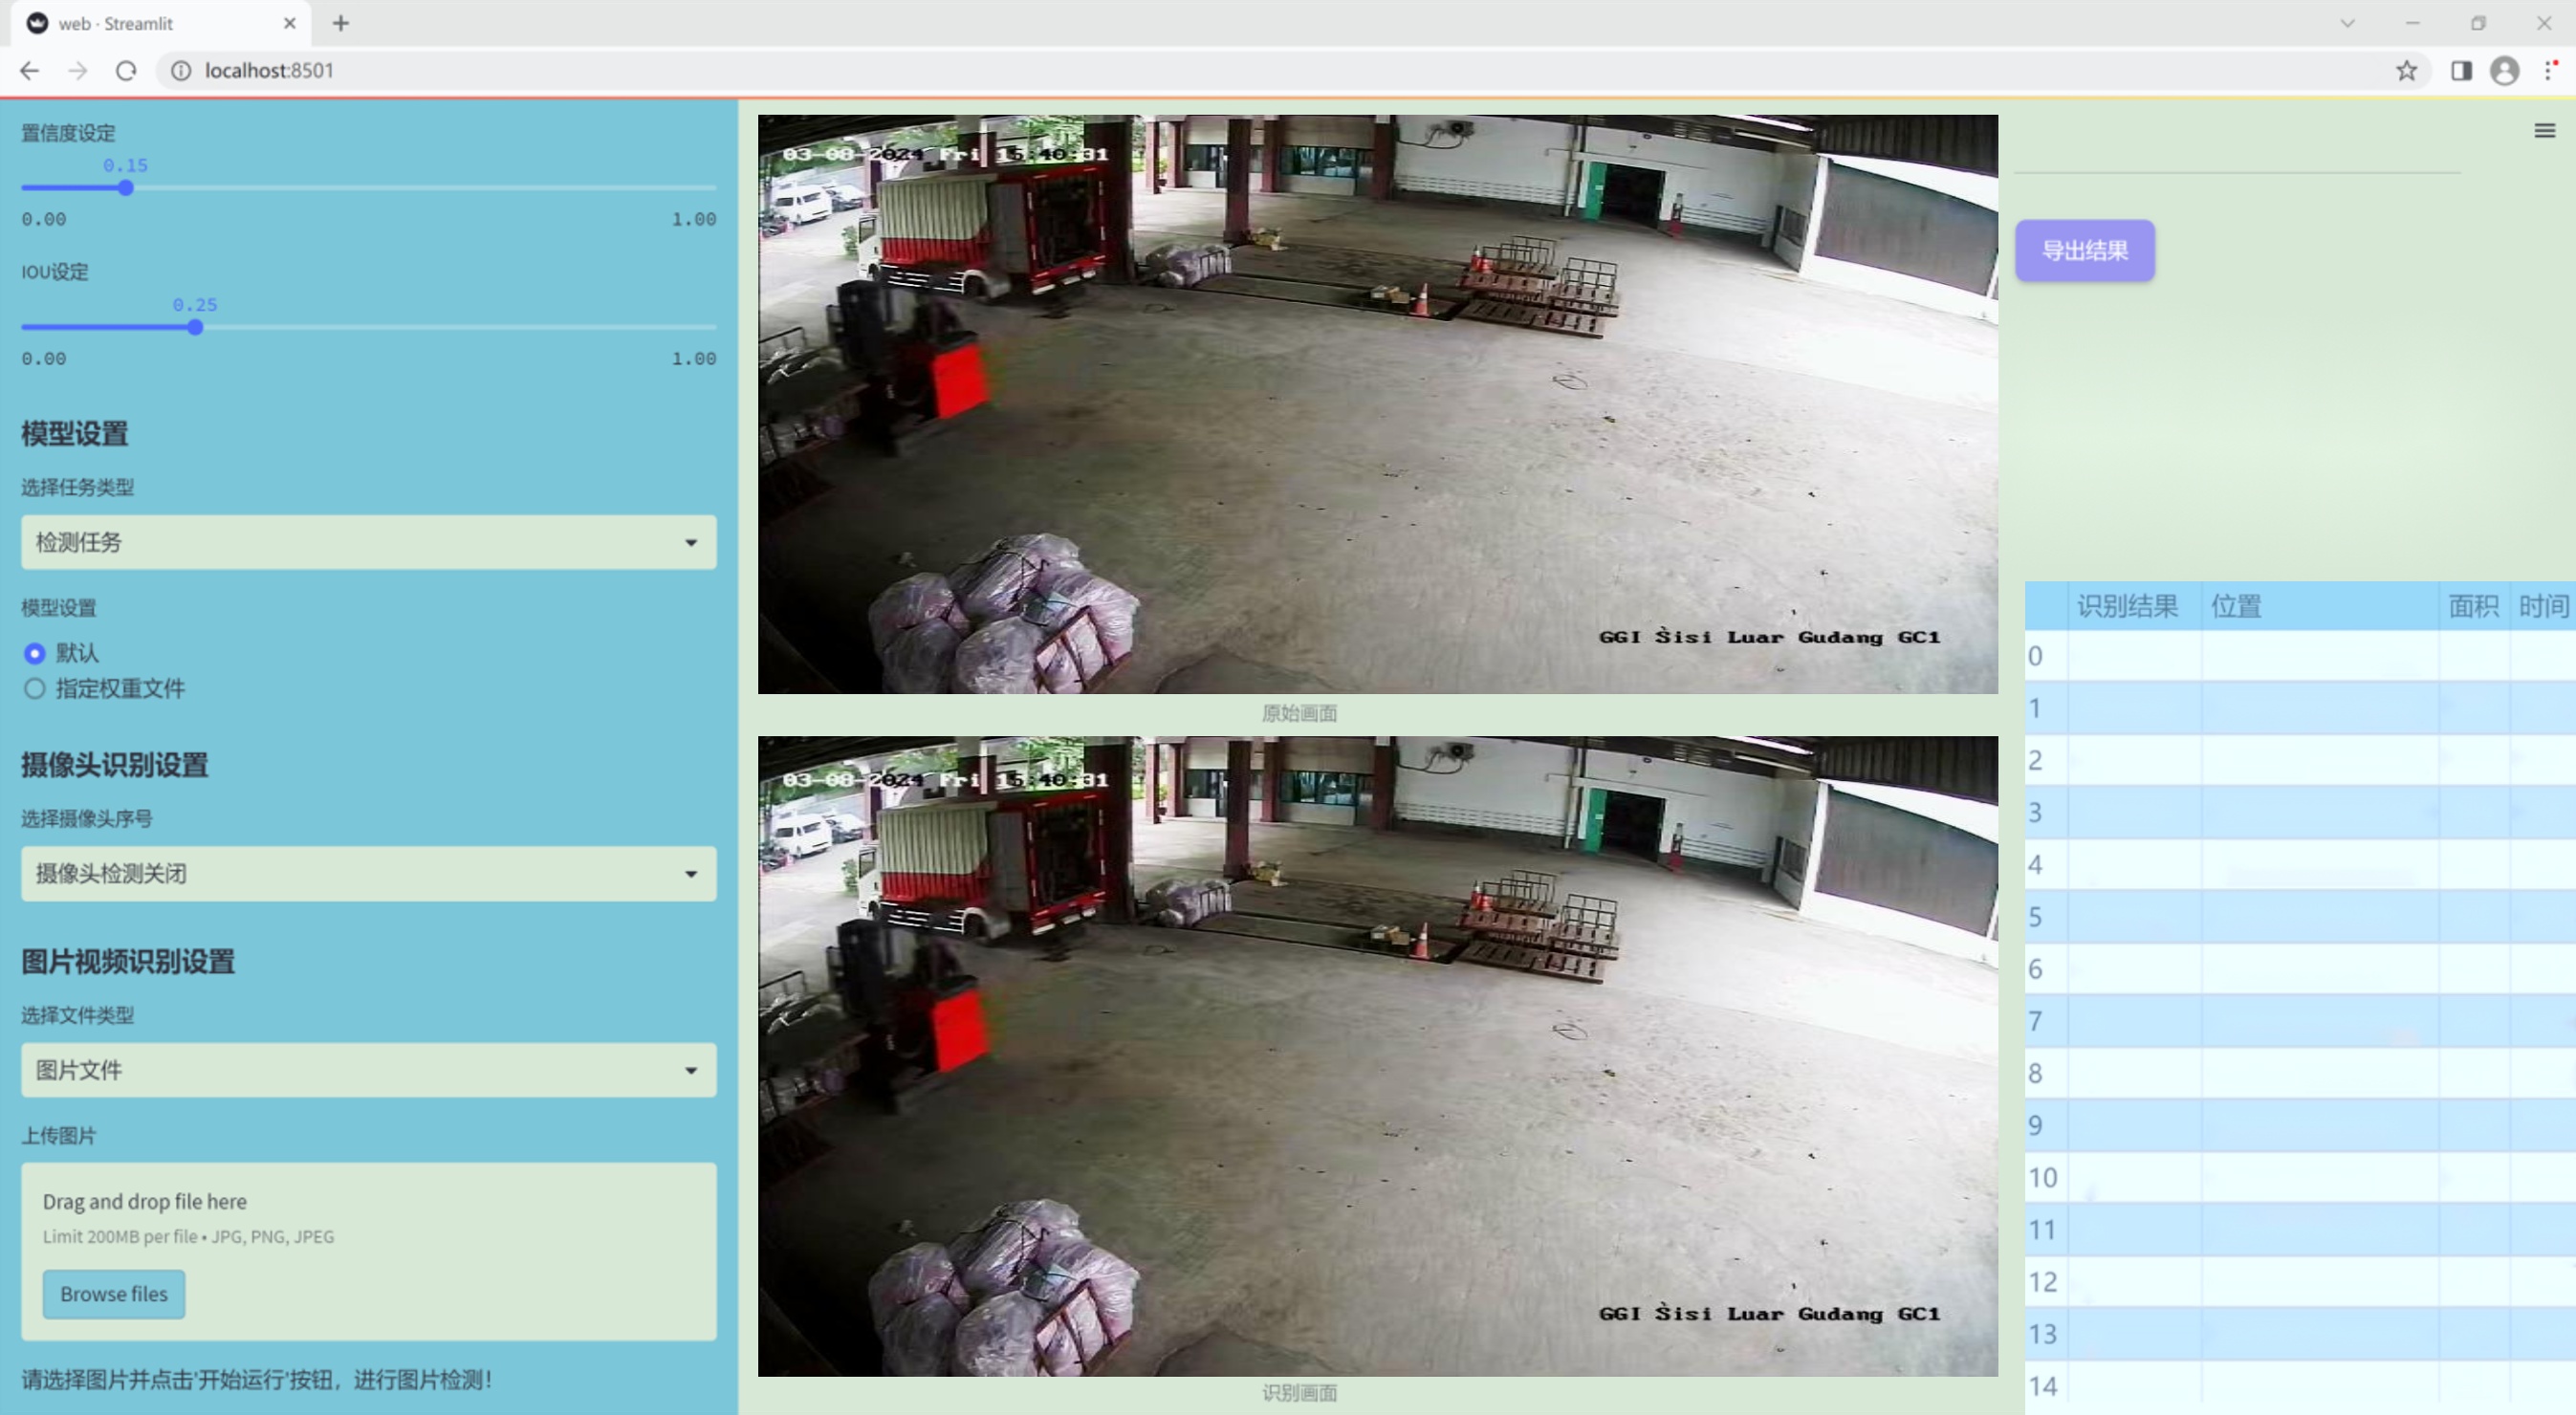 web · Streamlit
localhost:8501
置信度设定
0.15
0.00 1.00
IOU设定
0.25
0.00 1.00
模型设置
选择任务类型
检测任务
模型设置
默认
指定权重文件
摄像头识别设置
选择摄像头序号
摄像头检测关闭
图片视频识别设置
选择文件类型
图片文件
上传图片
Drag and drop file here
Limit 200MB per file • JPG, PNG, JPEG
Browse files
请选择图片并点击'开始运行'按钮，进行图片检测！
03-08-2024 Fri 15:40:31
GGI Sisi Luar Gudang GC1
原始画面
03-08-2024 Fri 15:40:31
GGI Sisi Luar Gudang GC1
识别画面
导出结果
识别结果 位置 面积 时间
0
1
2
3
4
5
6
7
8
9
10
11
12
13
14